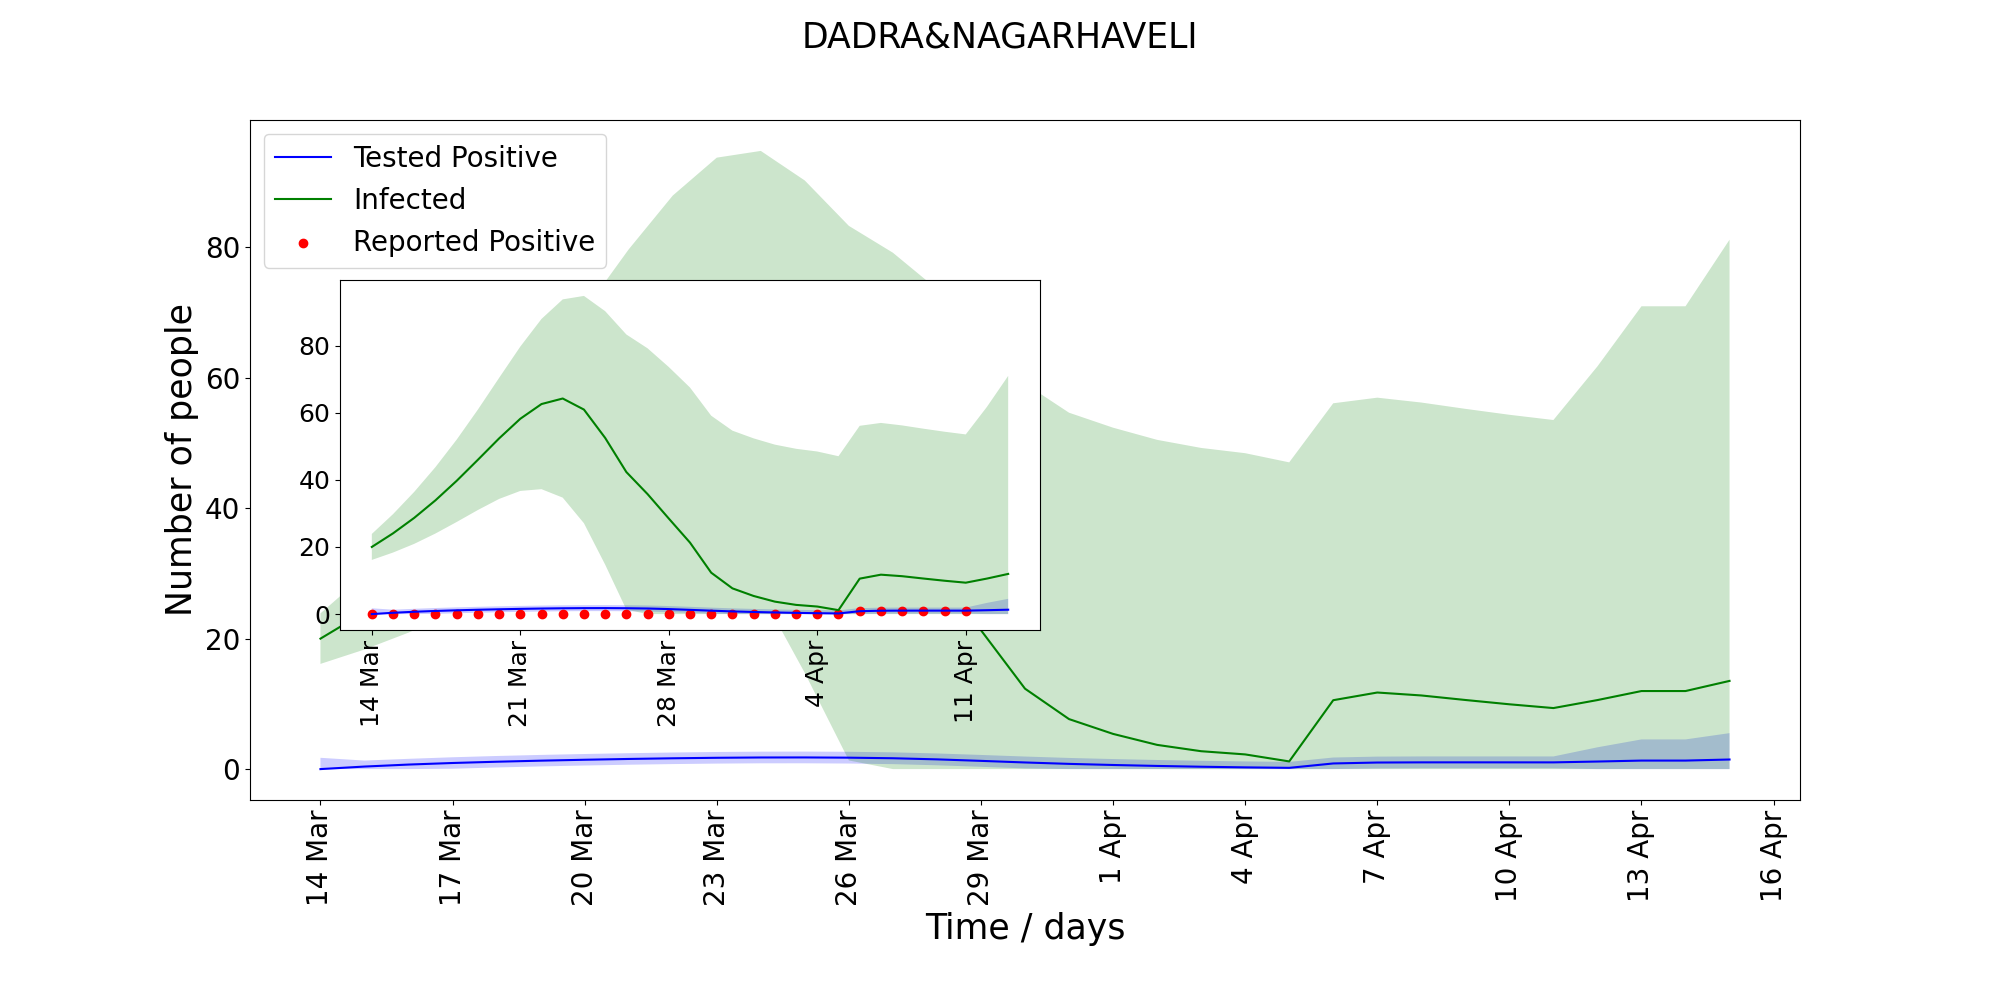 DADRA&NAGARHAVELI
Tested Positive
Infected
Reported Positive
Number of people
80
60
40
20
0
80
60
40
20
0
14 Mar
21 Mar
28 Mar
4 Apr
11 Apr
14 Mar
17 Mar
20 Mar
23 Mar
26 Mar
29 Mar
1 Apr
4 Apr
7 Apr
10 Apr
13 Apr
16 Apr
Time / days